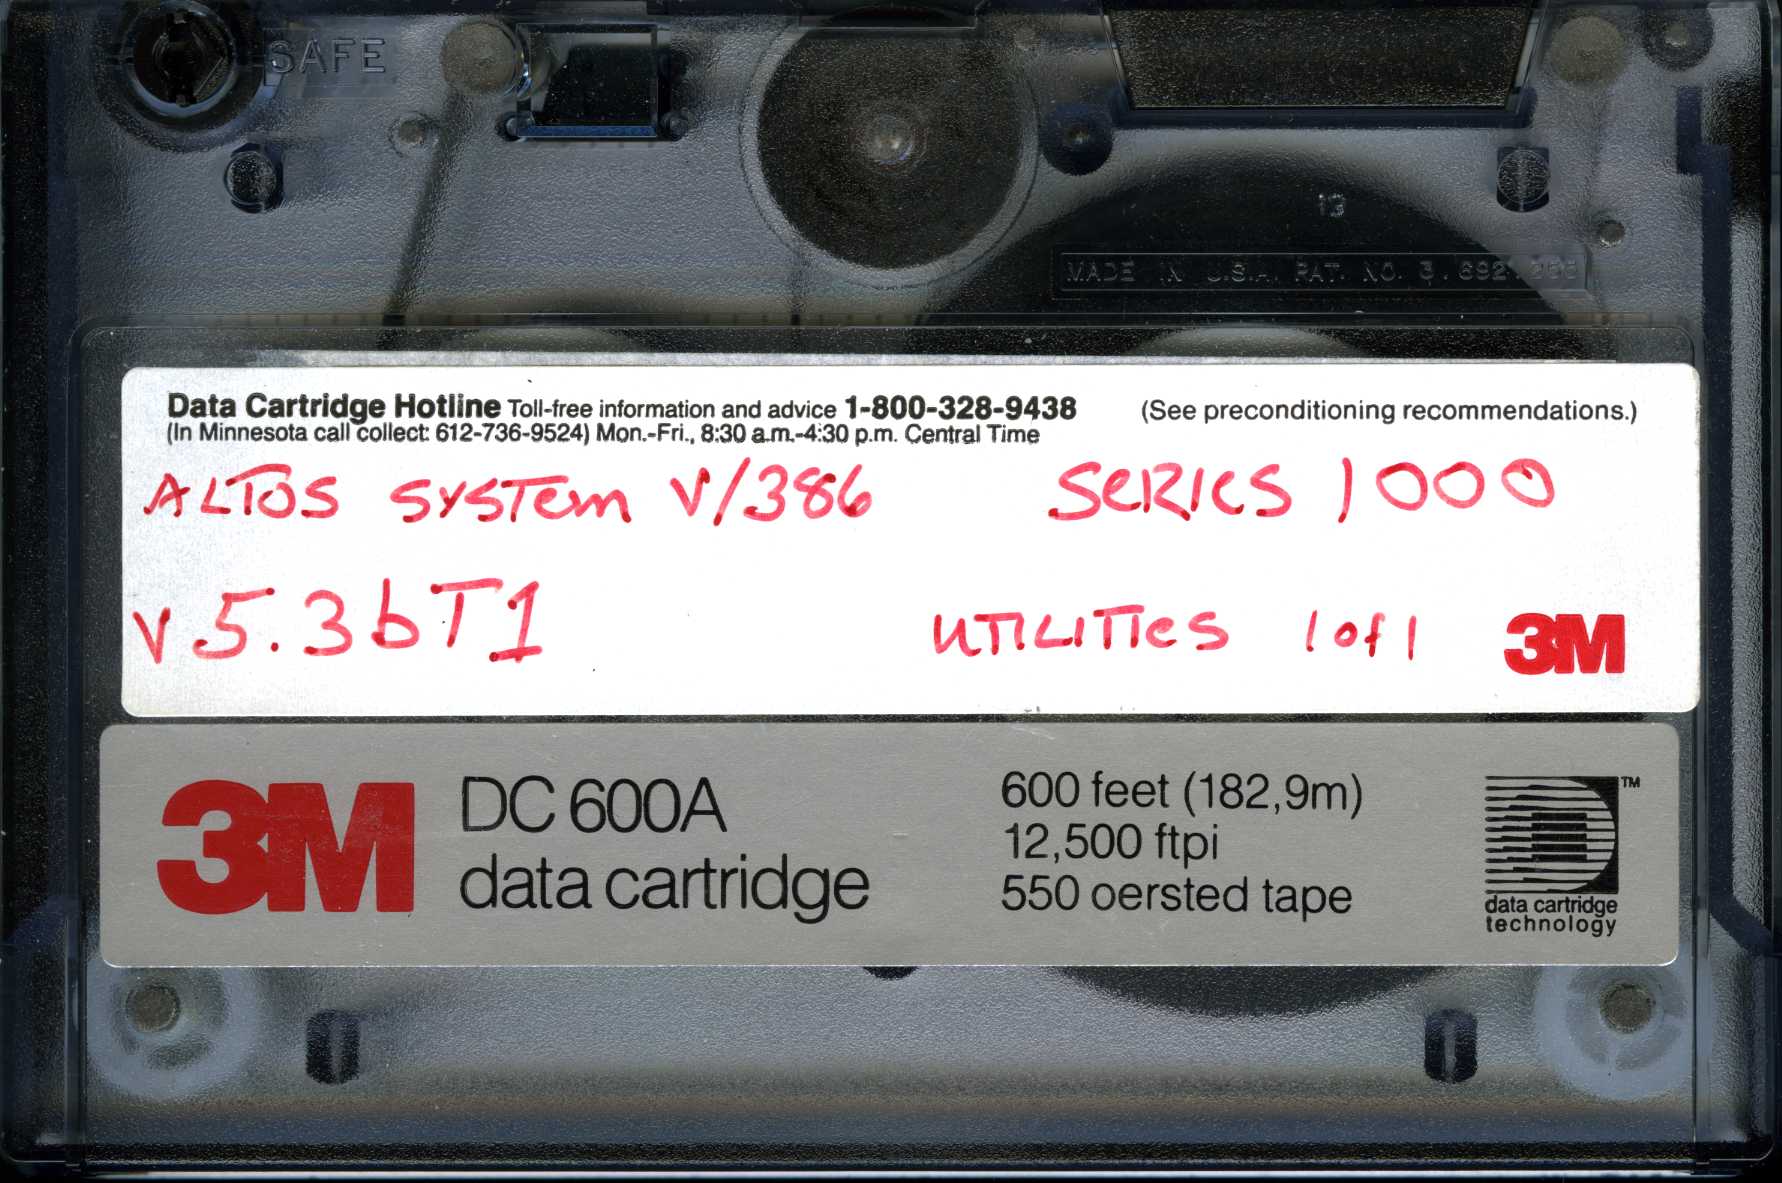 SAFE
13
MADE IN U.S.A. PAT. NO. 3,692,255
Data Cartridge Hotline Toll-free information and advice 1-800-328-9438 (See preconditioning recommendations.)
(In Minnesota call collect: 612-736-9524) Mon.-Fri., 8:30 a.m.-4:30 p.m. Central Time
ALTOS SYSTEM V/386 SERIES 1000
v 5.3bT1 UTILITIES 1 of 1 3M
3M DC 600A
data cartridge
600 feet (182,9m)
12,500 ftpi
550 oersted tape
TM
data cartridge
technology